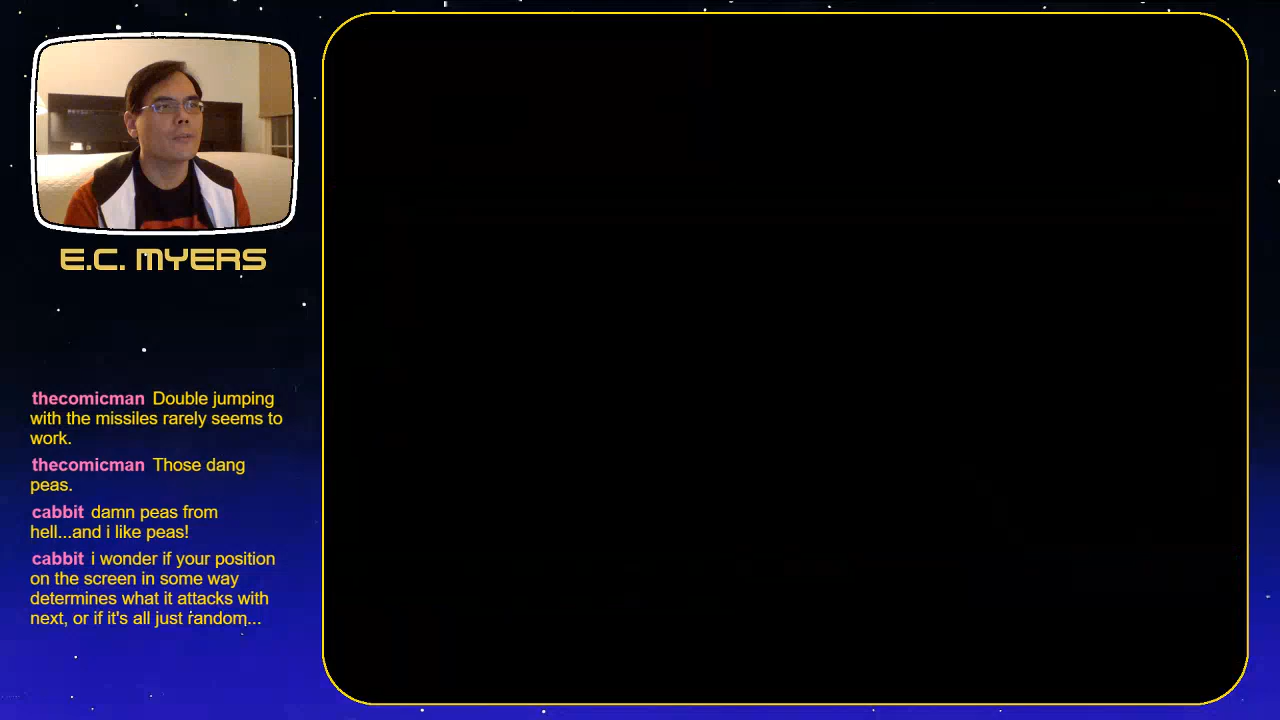 E.C. MYERS
thecomicman Double jumping
with the missiles rarely seems to
work.
thecomicman Those dang
peas.
cabbit damn peas from
hell...and i like peas!
cabbit i wonder if your position
on the screen in some way
determines what it attacks with
next, or if it's all just random...